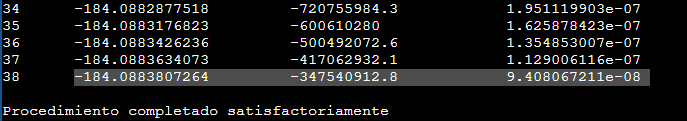 34 -184.0882877518 -720755984.3 1.951119903e-07
35 -184.0883176823 -600610280 1.625878423e-07
36 -184.0883426236 -500492072.6 1.354853007e-07
37 -184.0883634073 -417062932.1 1.129006116e-07
38 -184.0883807264 -347540912.8 9.408067211e-08
Procedimiento completado satisfactoriamente